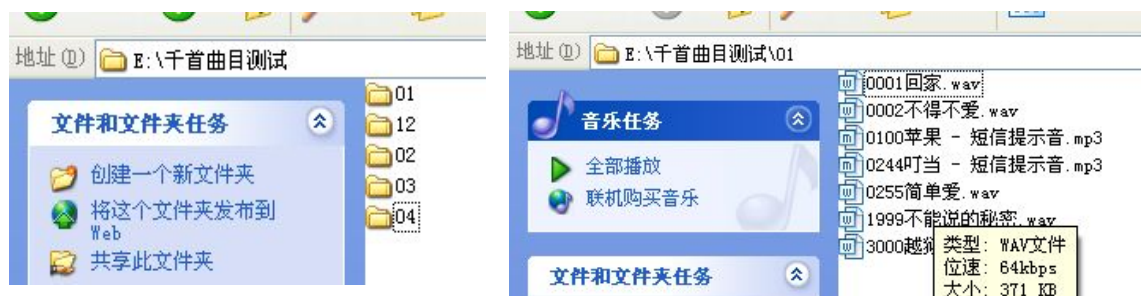 地址(D) E:\千首曲目测试
01
12
02
03
04
文件和文件夹任务
创建一个新文件夹
将这个文件夹发布到
Web
共享此文件夹
地址(D) E:\千首曲目测试\01
音乐任务
全部播放
联机购买音乐
文件和文件夹任务
0001回家.wav
0002不得不爱.wav
0100苹果 - 短信提示音.mp3
0244叮当 - 短信提示音.mp3
0255简单爱.wav
1999不能说的秘密.wav
3000越狱
类型: WAV文件
位速: 64kbps
大小: 371 KB